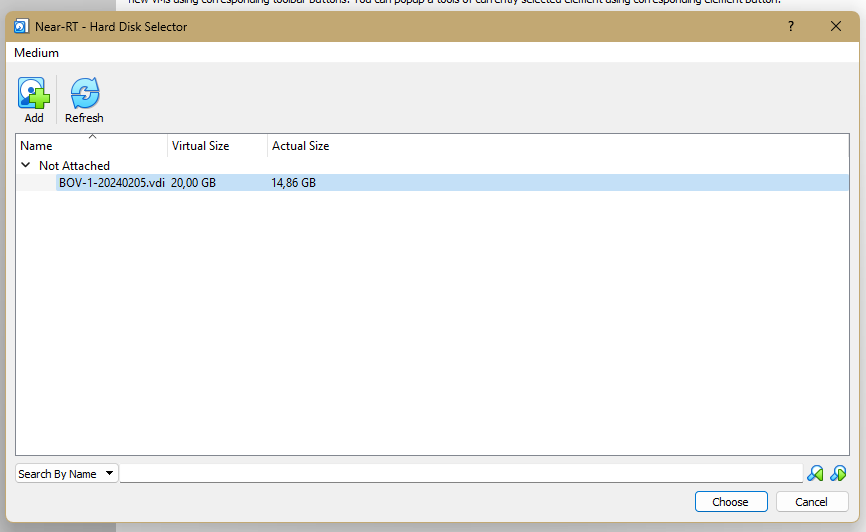 new VMs using corresponding toolbar buttons. You can popup a tools of currently selected element using corresponding element button.
Near-RT - Hard Disk Selector ?
Medium
Add Refresh
Name Virtual Size Actual Size
Not Attached
BOV-1-20240205.vdi 20,00 GB 14,86 GB
Search By Name
Choose Cancel